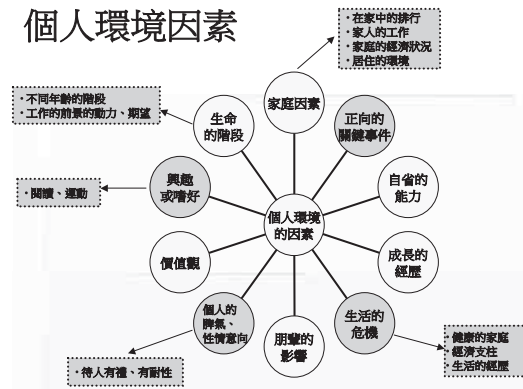 個人環境因素
·在家中的排行
·家人的工作
·家庭的經濟狀況
·居住的環境
·不同年齡的階段
·工作的前景的動力、期望
家庭因素
生命
的階段
正向的
關鍵事件
·閱讀、運動
興趣
或嗜好
自省的
能力
個人環境
的因素
價值觀
成長的
經歷
個人的
脾氣、
性情意向
朋輩的
影響
生活的
危機
·健康的家庭
·經濟支柱
·生活的經歷
·待人有禮、有耐性